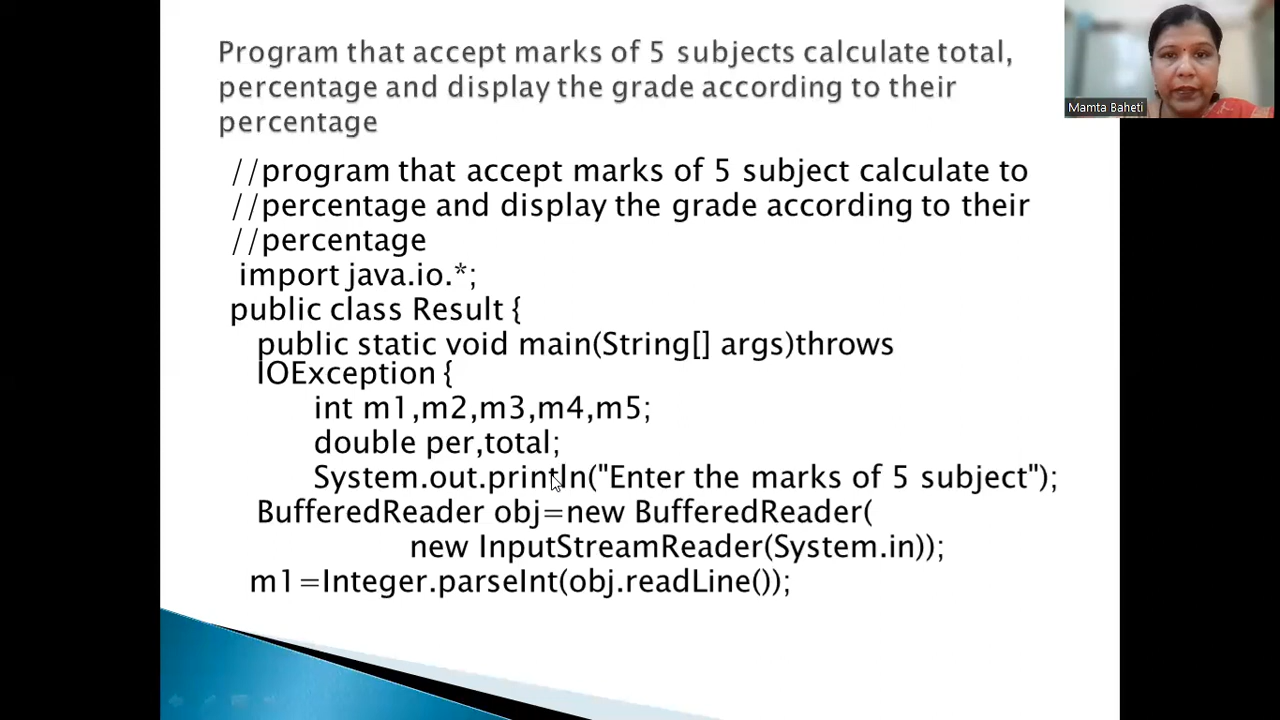 Program that accept marks of 5 subjects calculate total,
percentage and display the grade according to their
percentage
Mamta Baheti
//program that accept marks of 5 subject calculate to
//percentage and display the grade according to their
//percentage
import java.io.*;
public class Result {
public static void main(String[] args)throws
IOException {
int m1,m2,m3,m4,m5;
double per,total;
System.out.println("Enter the marks of 5 subject");
BufferedReader obj=new BufferedReader(
new InputStreamReader(System.in));
m1=Integer.parseInt(obj.readLine());